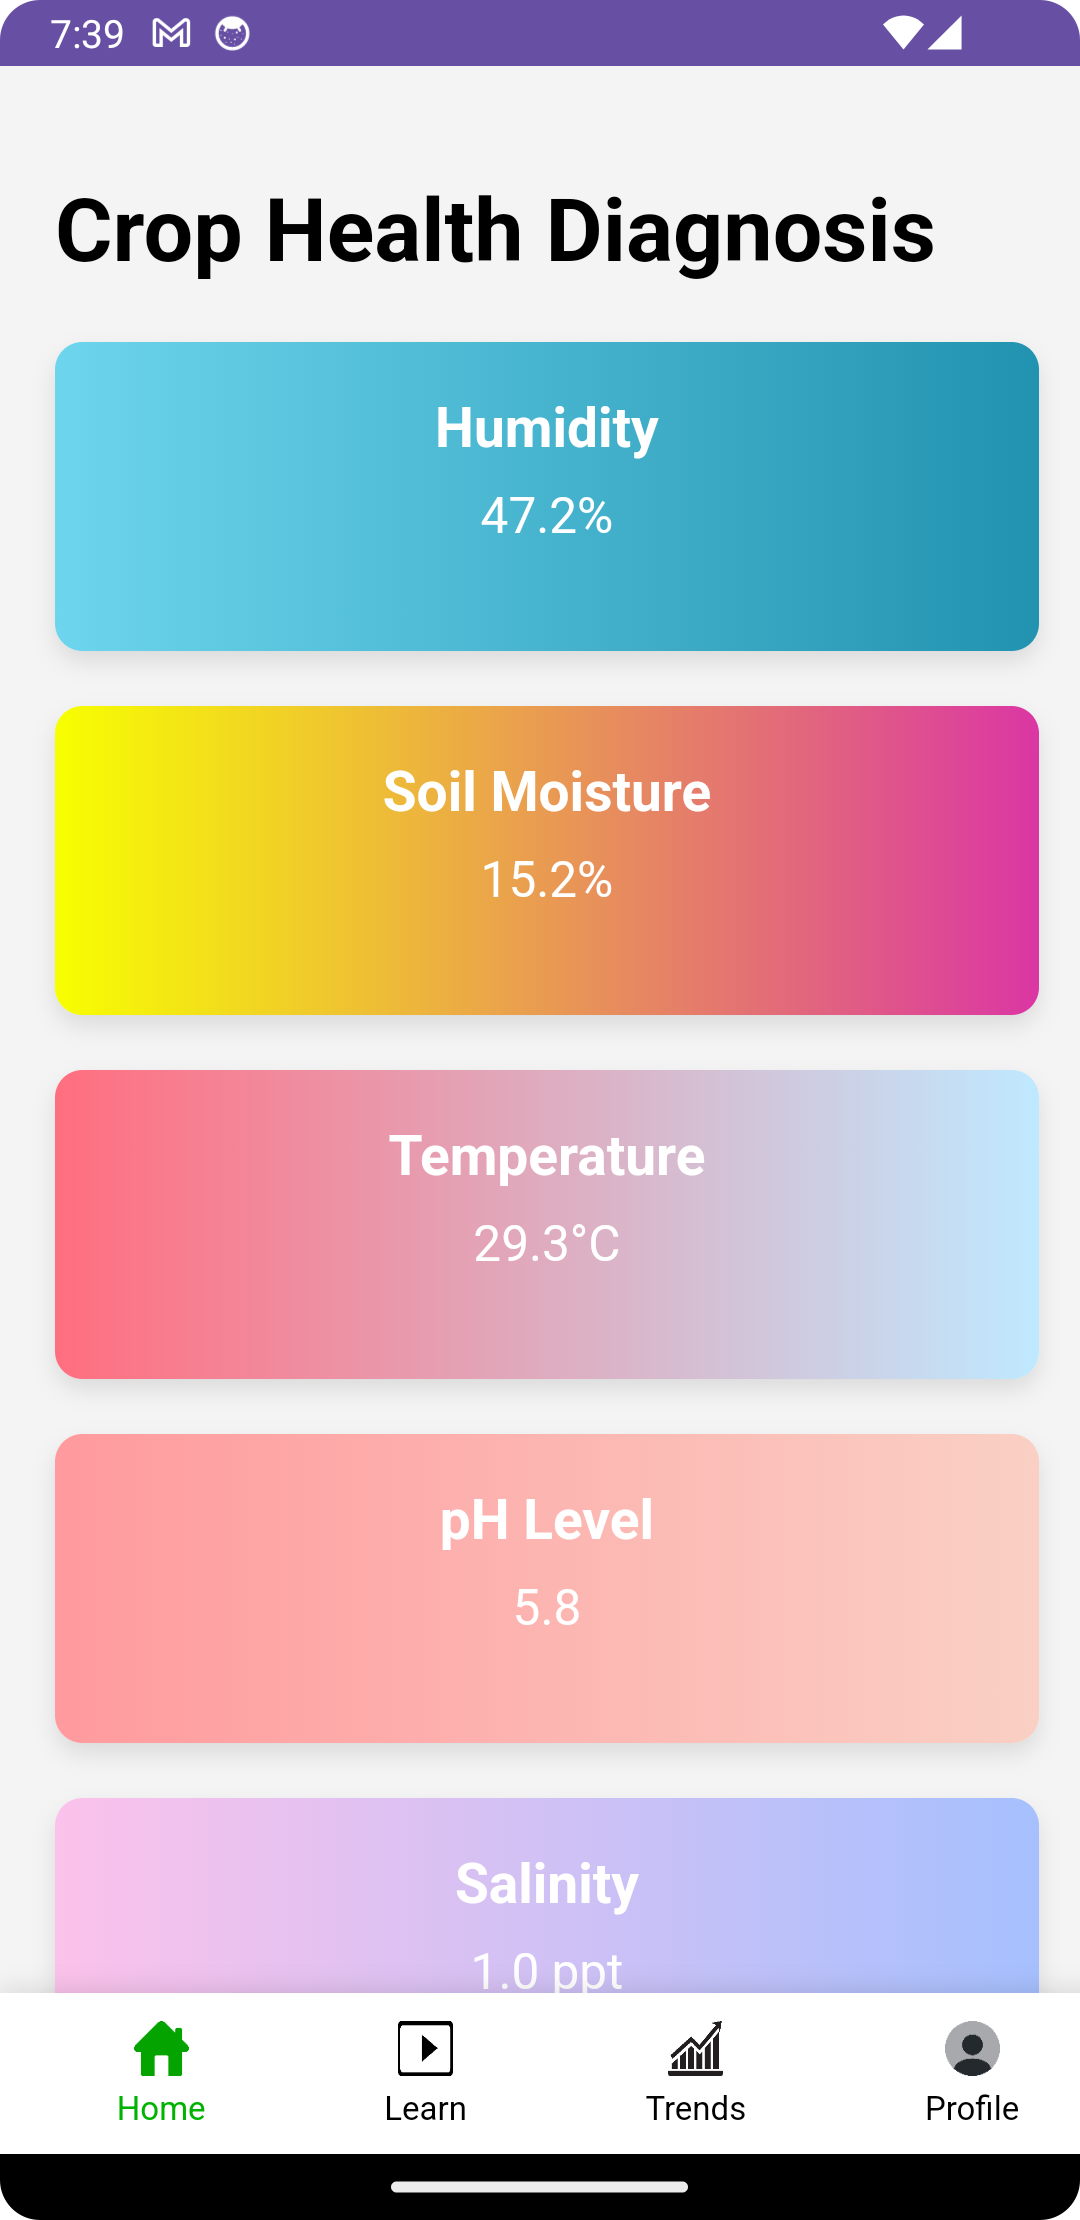 7:39
Crop Health Diagnosis
Humidity
47.2%
Soil Moisture
15.2%
Temperature
29.3°C
pH Level
5.8
Salinity
1.0 ppt
Home
Learn
Trends
Profile